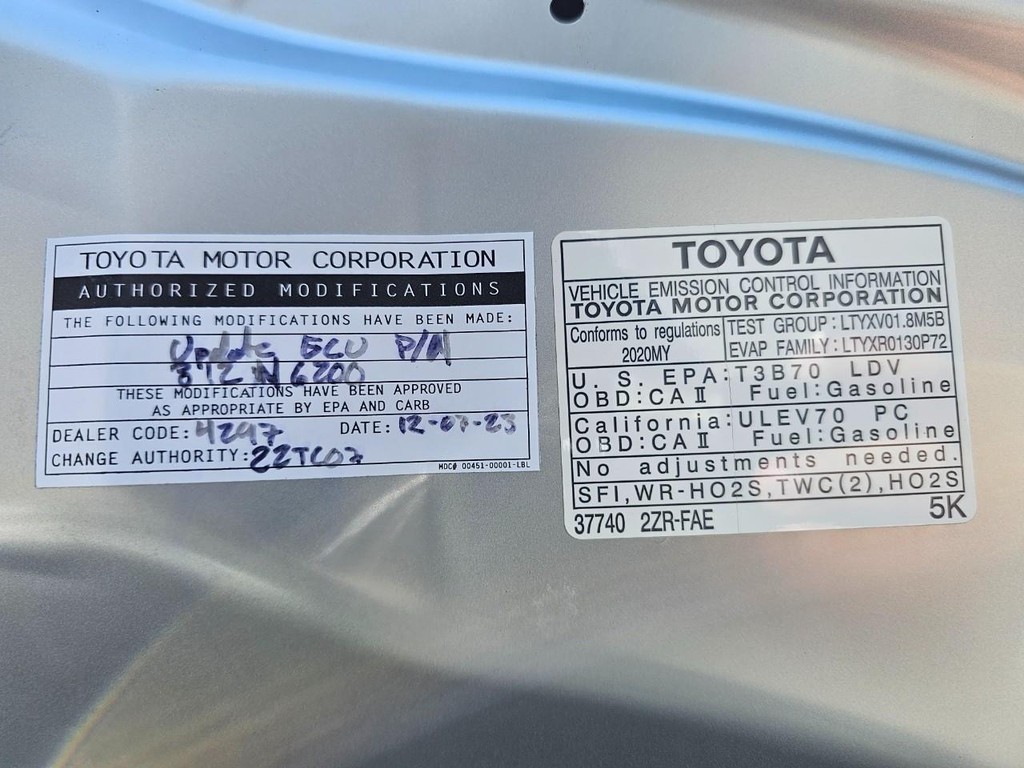 TOYOTA MOTOR CORPORATION
AUTHORIZED MODIFICATIONS
THE FOLLOWING MODIFICATIONS HAVE BEEN MADE:
Update ECU P/N
THESE MODIFICATIONS HAVE BEEN APPROVED
AS APPROPRIATE BY EPA AND CARB
DEALER CODE: 4297 DATE: 12-07-23
CHANGE AUTHORITY: 22TC07
MDC# 00451-00001-LBL
TOYOTA
VEHICLE EMISSION CONTROL INFORMATION
TOYOTA MOTOR CORPORATION
Conforms to regulations
2020MY
TEST GROUP: LTYXV01.8M5B
EVAP FAMILY: LTYXR0130P72
U. S. EPA: T3B70 LDV
OBD: CA II Fuel: Gasoline
California: ULEV70 PC
OBD: CA II Fuel: Gasoline
No adjustments needed.
SFI, WR-HO2S, TWC(2), HO2S
37740 2ZR-FAE 5K